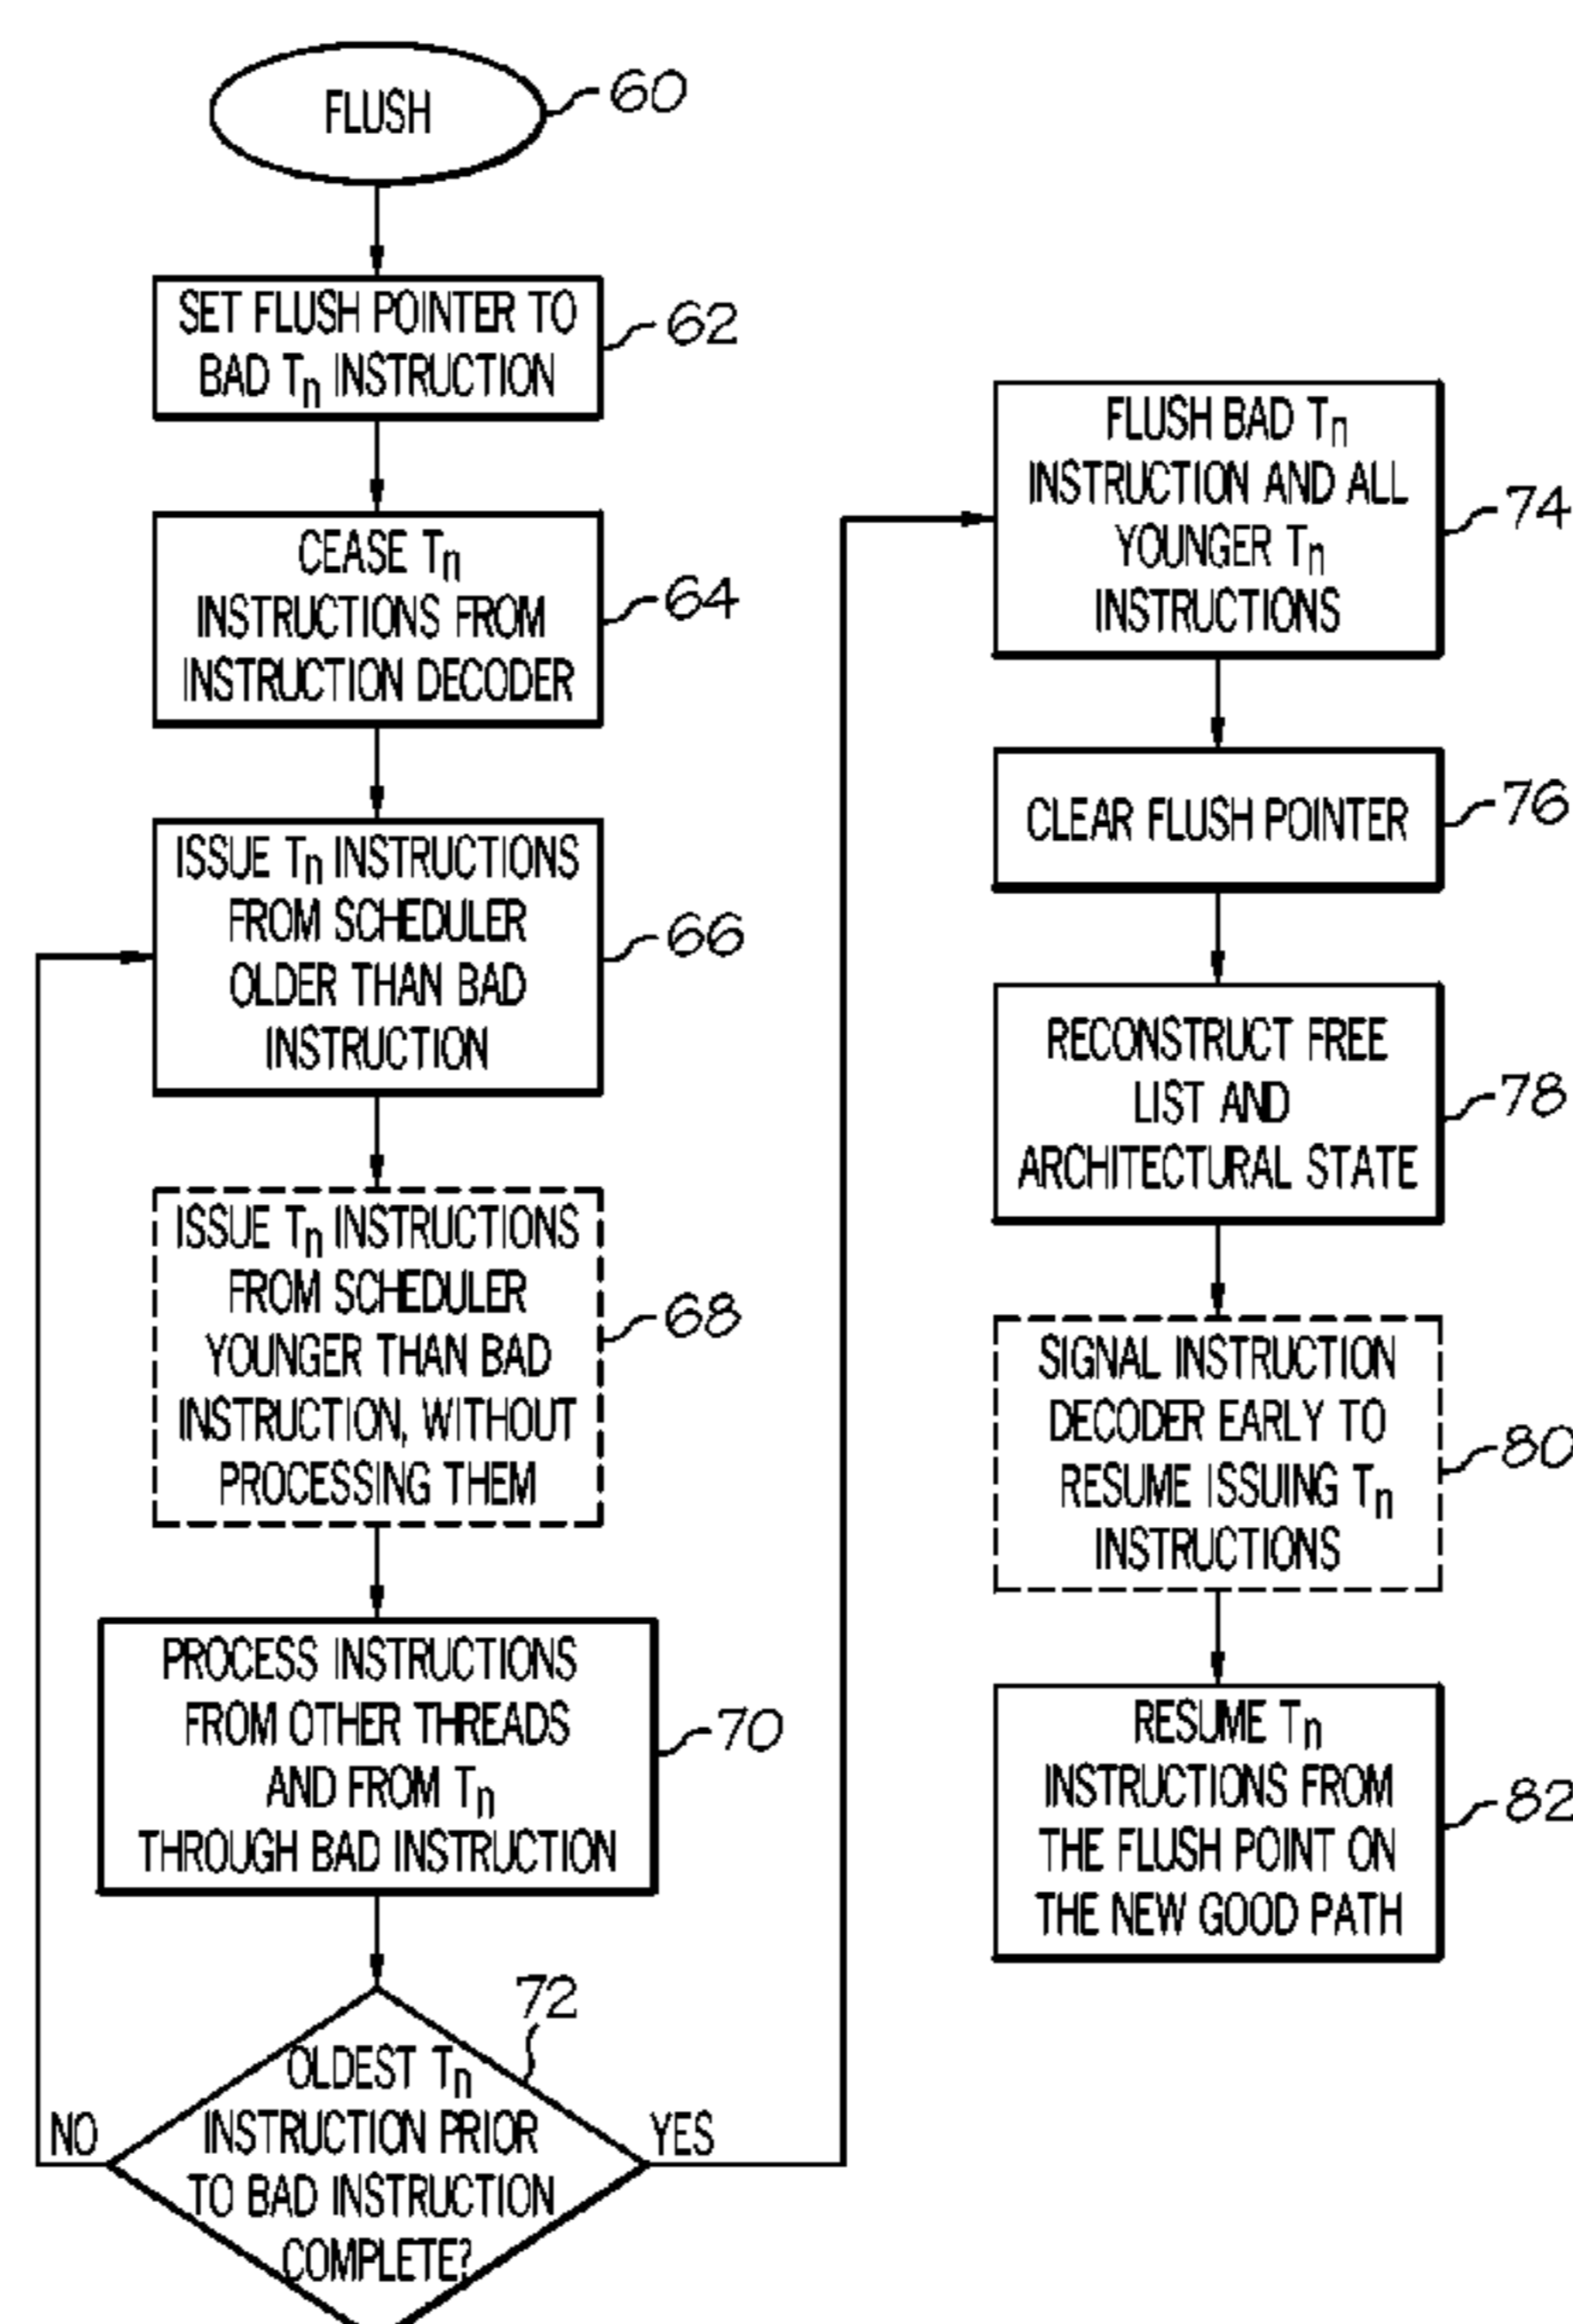 FLUSH
60
SET FLUSH POINTER TO
BAD Tn INSTRUCTION
62
CEASE Tn
INSTRUCTIONS FROM
INSTRUCTION DECODER
64
ISSUE Tn INSTRUCTIONS
FROM SCHEDULER
OLDER THAN BAD
INSTRUCTION
66
ISSUE Tn INSTRUCTIONS
FROM SCHEDULER
YOUNGER THAN BAD
INSTRUCTION, WITHOUT
PROCESSING THEM
68
PROCESS INSTRUCTIONS
FROM OTHER THREADS
AND FROM Tn
THROUGH BAD INSTRUCTION
70
72
OLDEST Tn
INSTRUCTION PRIOR
TO BAD INSTRUCTION
COMPLETE?
NO
YES
FLUSH BAD Tn
INSTRUCTION AND ALL
YOUNGER Tn
INSTRUCTIONS
74
CLEAR FLUSH POINTER
76
RECONSTRUCT FREE
LIST AND
ARCHITECTURAL STATE
78
SIGNAL INSTRUCTION
DECODER EARLY TO
RESUME ISSUING Tn
INSTRUCTIONS
80
RESUME Tn
INSTRUCTIONS FROM
THE FLUSH POINT ON
THE NEW GOOD PATH
82